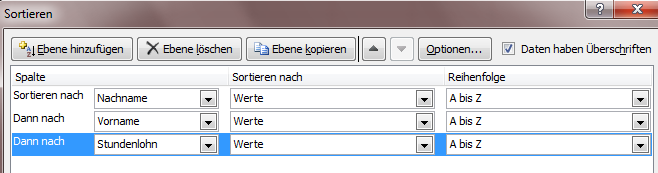 Sortieren
Ebene hinzufügen Ebene löschen Ebene kopieren Optionen... Daten haben Überschriften
Spalte Sortieren nach Reihenfolge
Sortieren nach Nachname Werte A bis Z
Dann nach Vorname Werte A bis Z
Dann nach Stundenlohn Werte A bis Z